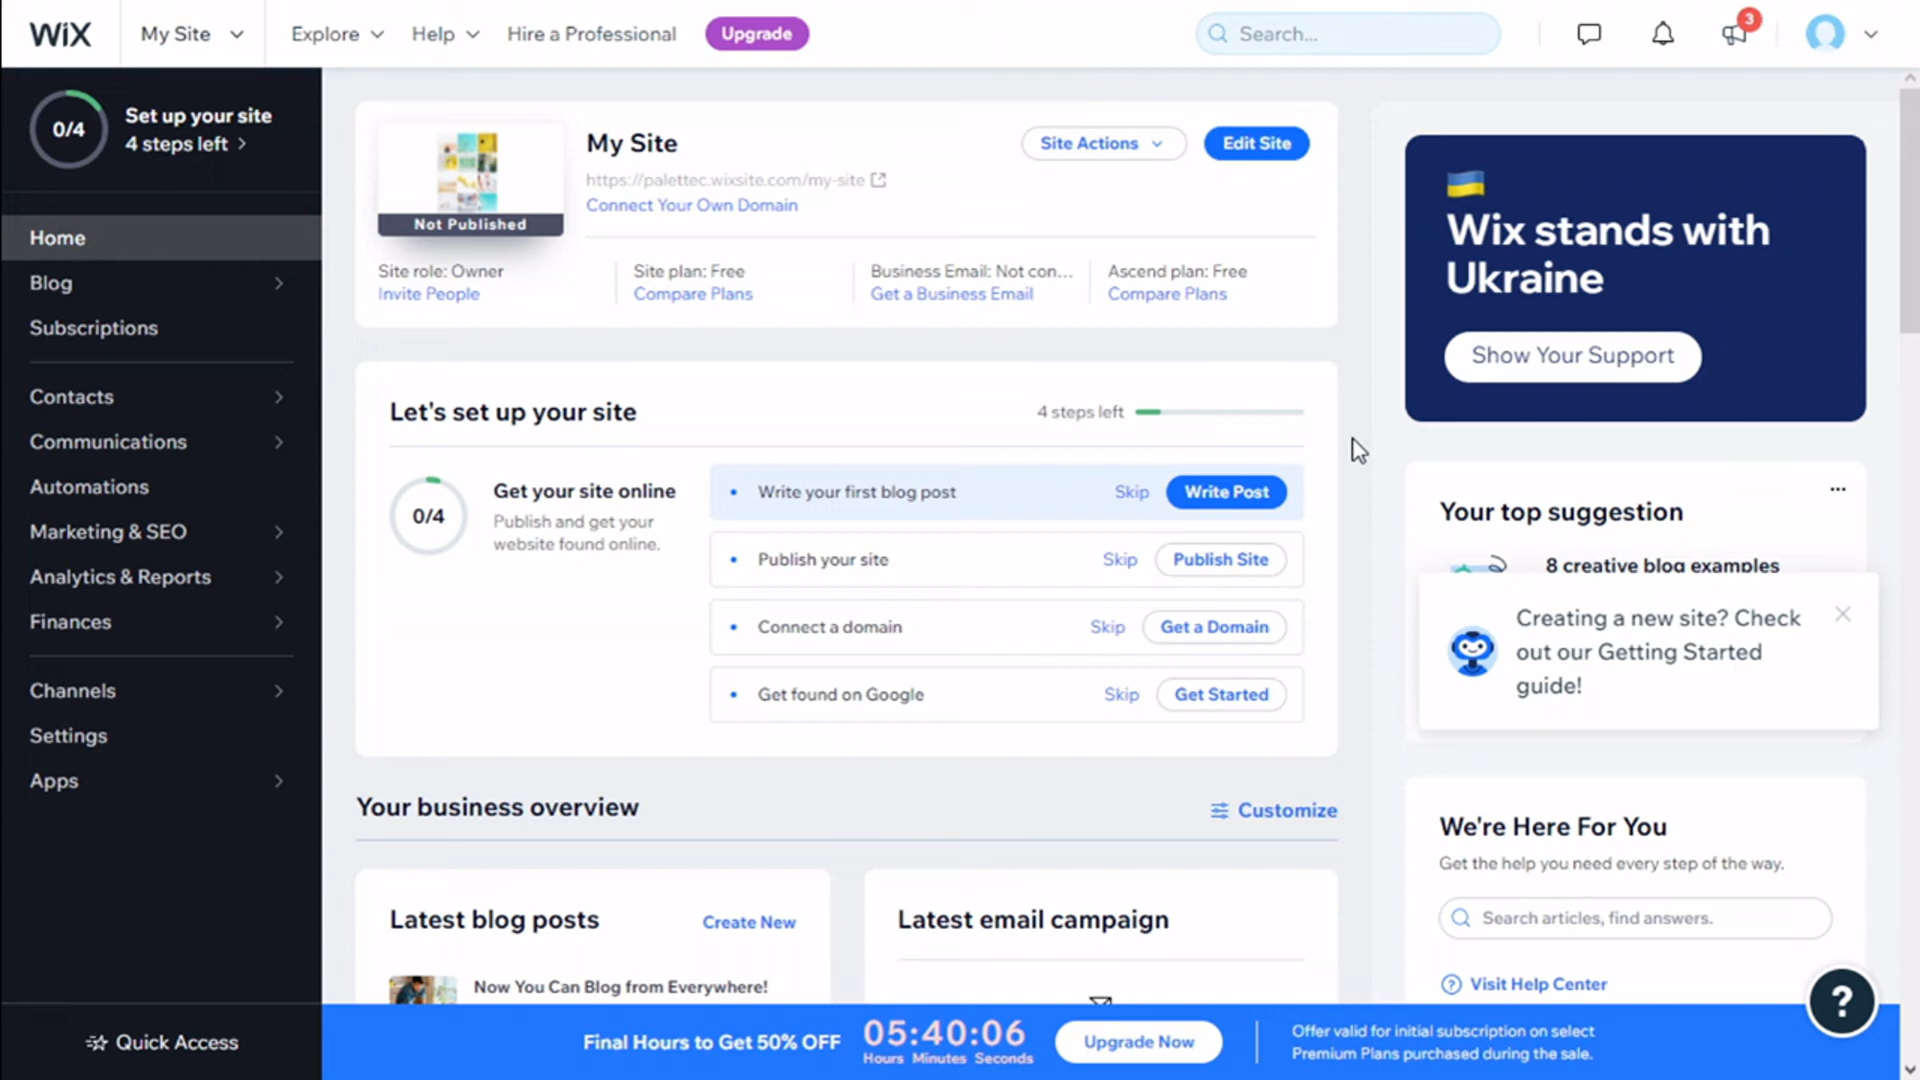 WiX
My Site
Explore
Help
Hire a Professional
Upgrade
Search...
3
0/4
Set up your site
4 steps left
Home
Blog
Subscriptions
Contacts
Communications
Automations
Marketing & SEO
Analytics & Reports
Finances
Channels
Settings
Apps
Quick Access
Not Published
My Site
https://palettec.wixsite.com/my-site
Connect Your Own Domain
Site Actions
Edit Site
Site role: Owner
Invite People
Site plan: Free
Compare Plans
Business Email: Not con...
Get a Business Email
Ascend plan: Free
Compare Plans
Let's set up your site
4 steps left
0/4
Get your site online
Publish and get your
website found online.
Write your first blog post
Skip
Write Post
Publish your site
Skip
Publish Site
Connect a domain
Skip
Get a Domain
Get found on Google
Skip
Get Started
Your business overview
Customize
Latest blog posts
Create New
Now You Can Blog from Everywhere!
Latest email campaign
Wix stands with
Ukraine
Show Your Support
...
Your top suggestion
8 creative blog examples
Creating a new site? Check
out our Getting Started
guide!
We're Here For You
Get the help you need every step of the way.
Search articles, find answers.
Visit Help Center
?
Final Hours to Get 50% OFF
05:40:06
Hours Minutes Seconds
Upgrade Now
Offer valid for initial subscription on select
Premium Plans purchased during the sale.